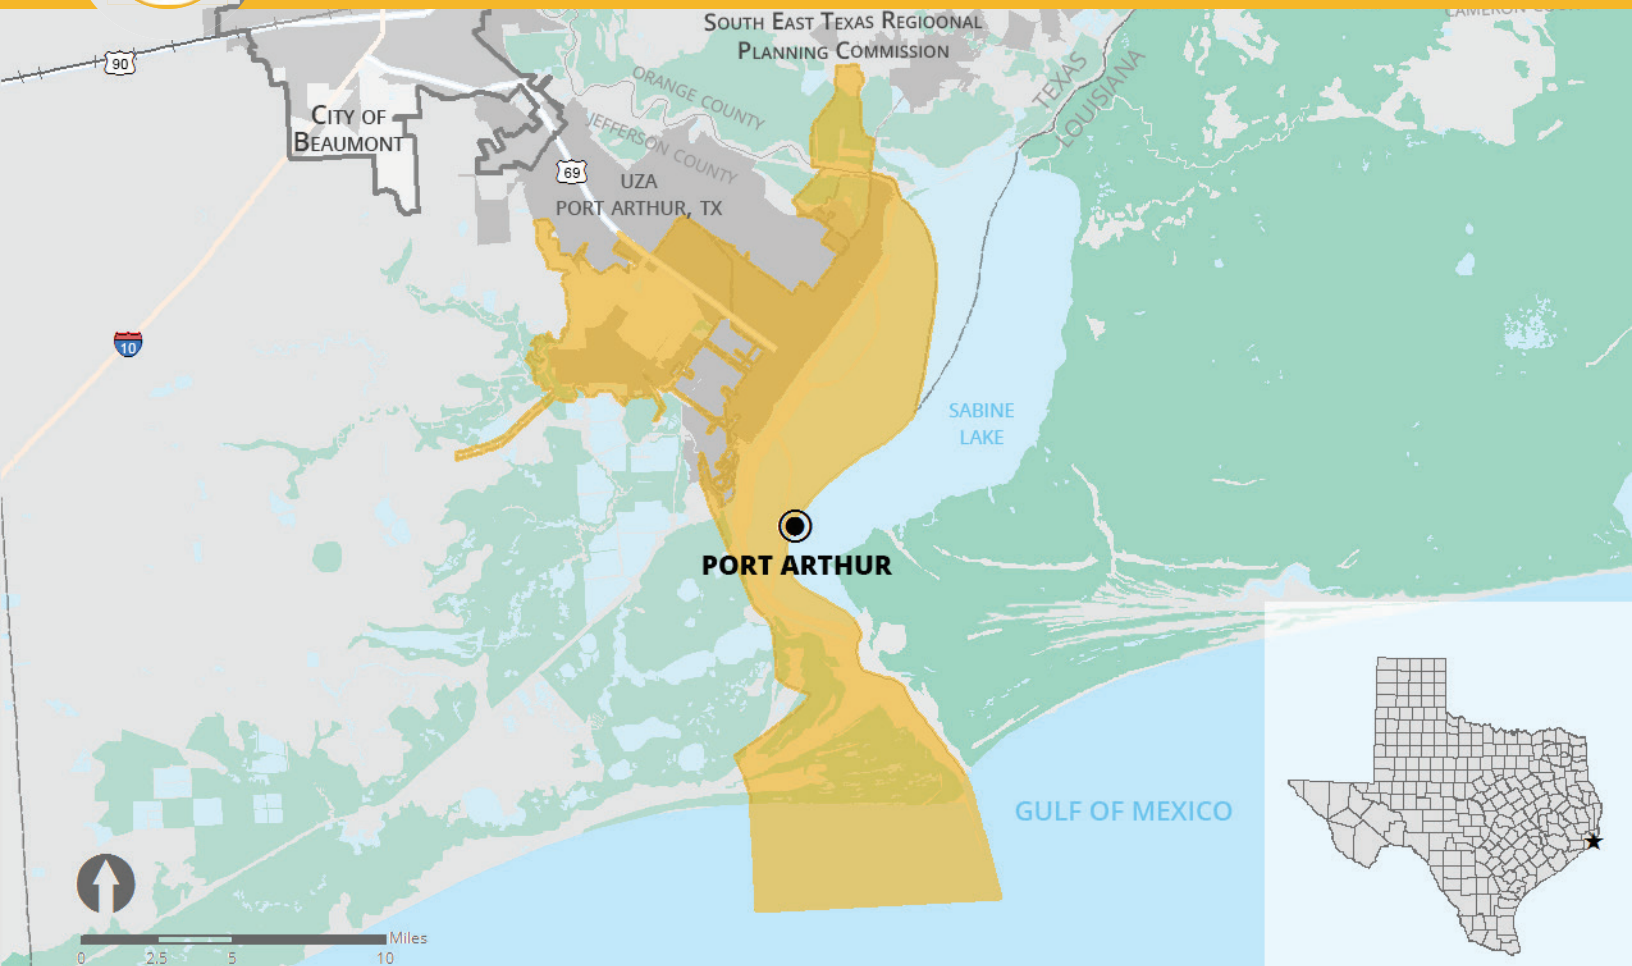 SOUTH EAST TEXAS REGIOONAL
PLANNING COMMISSION
90
CITY OF
BEAUMONT
ORANGE COUNTY
JEFFERSON COUNTY
TEXAS
LOUISIANA
69
UZA
PORT ARTHUR, TX
10
SABINE
LAKE
PORT ARTHUR
GULF OF MEXICO
Miles
0 2.5 5 10